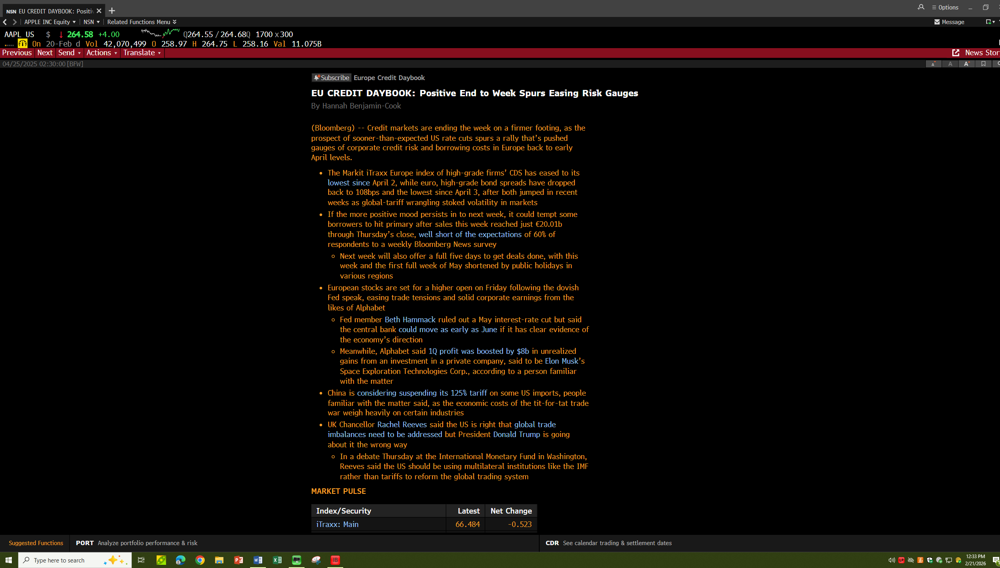 NSN EU CREDIT DAYBOOK: Positiv
Options
APPLE INC Equity NSN Related Functions Menu
Message
AAPL US $ ↓ 264.58 +4.00 Q264.55 / 264.68Q 1700 x 300
On 20-Feb d Vol 42,070,499 O 258.97 H 264.75 L 258.16 Val 11.075B
Previous Next Send Actions Translate
News Stor
04/25/2025 02:30:00 [BFW]
A A A
Subscribe Europe Credit Daybook
EU CREDIT DAYBOOK: Positive End to Week Spurs Easing Risk Gauges
By Hannah Benjamin-Cook
(Bloomberg) -- Credit markets are ending the week on a firmer footing, as the
prospect of sooner-than-expected US rate cuts spurs a rally that's pushed
gauges of corporate credit risk and borrowing costs in Europe back to early
April levels.
• The Markit iTraxx Europe index of high-grade firms' CDS has eased to its
lowest since April 2, while euro, high-grade bond spreads have dropped
back to 108bps and the lowest since April 3, after both jumped in recent
weeks as global-tariff wrangling stoked volatility in markets
• If the more positive mood persists in to next week, it could tempt some
borrowers to hit primary after sales this week reached just €20.01b
through Thursday's close, well short of the expectations of 60% of
respondents to a weekly Bloomberg News survey
◦ Next week will also offer a full five days to get deals done, with this
week and the first full week of May shortened by public holidays in
various regions
• European stocks are set for a higher open on Friday following the dovish
Fed speak, easing trade tensions and solid corporate earnings from the
likes of Alphabet
◦ Fed member Beth Hammack ruled out a May interest-rate cut but said
the central bank could move as early as June if it has clear evidence of
the economy's direction
◦ Meanwhile, Alphabet said 1Q profit was boosted by $8b in unrealized
gains from an investment in a private company, said to be Elon Musk's
Space Exploration Technologies Corp., according to a person familiar
with the matter
• China is considering suspending its 125% tariff on some US imports, people
familiar with the matter said, as the economic costs of the tit-for-tat trade
war weigh heavily on certain industries
• UK Chancellor Rachel Reeves said the US is right that global trade
imbalances need to be addressed but President Donald Trump is going
about it the wrong way
◦ In a debate Thursday at the International Monetary Fund in Washington,
Reeves said the US should be using multilateral institutions like the IMF
rather than tariffs to reform the global trading system
MARKET PULSE
Index/Security Latest Net Change
iTraxx: Main 66.484 -0.523
Suggested Functions PORT Analyze portfolio performance & risk CDR See calendar trading & settlement dates
Type here to search
12:33 PM
2/21/2026